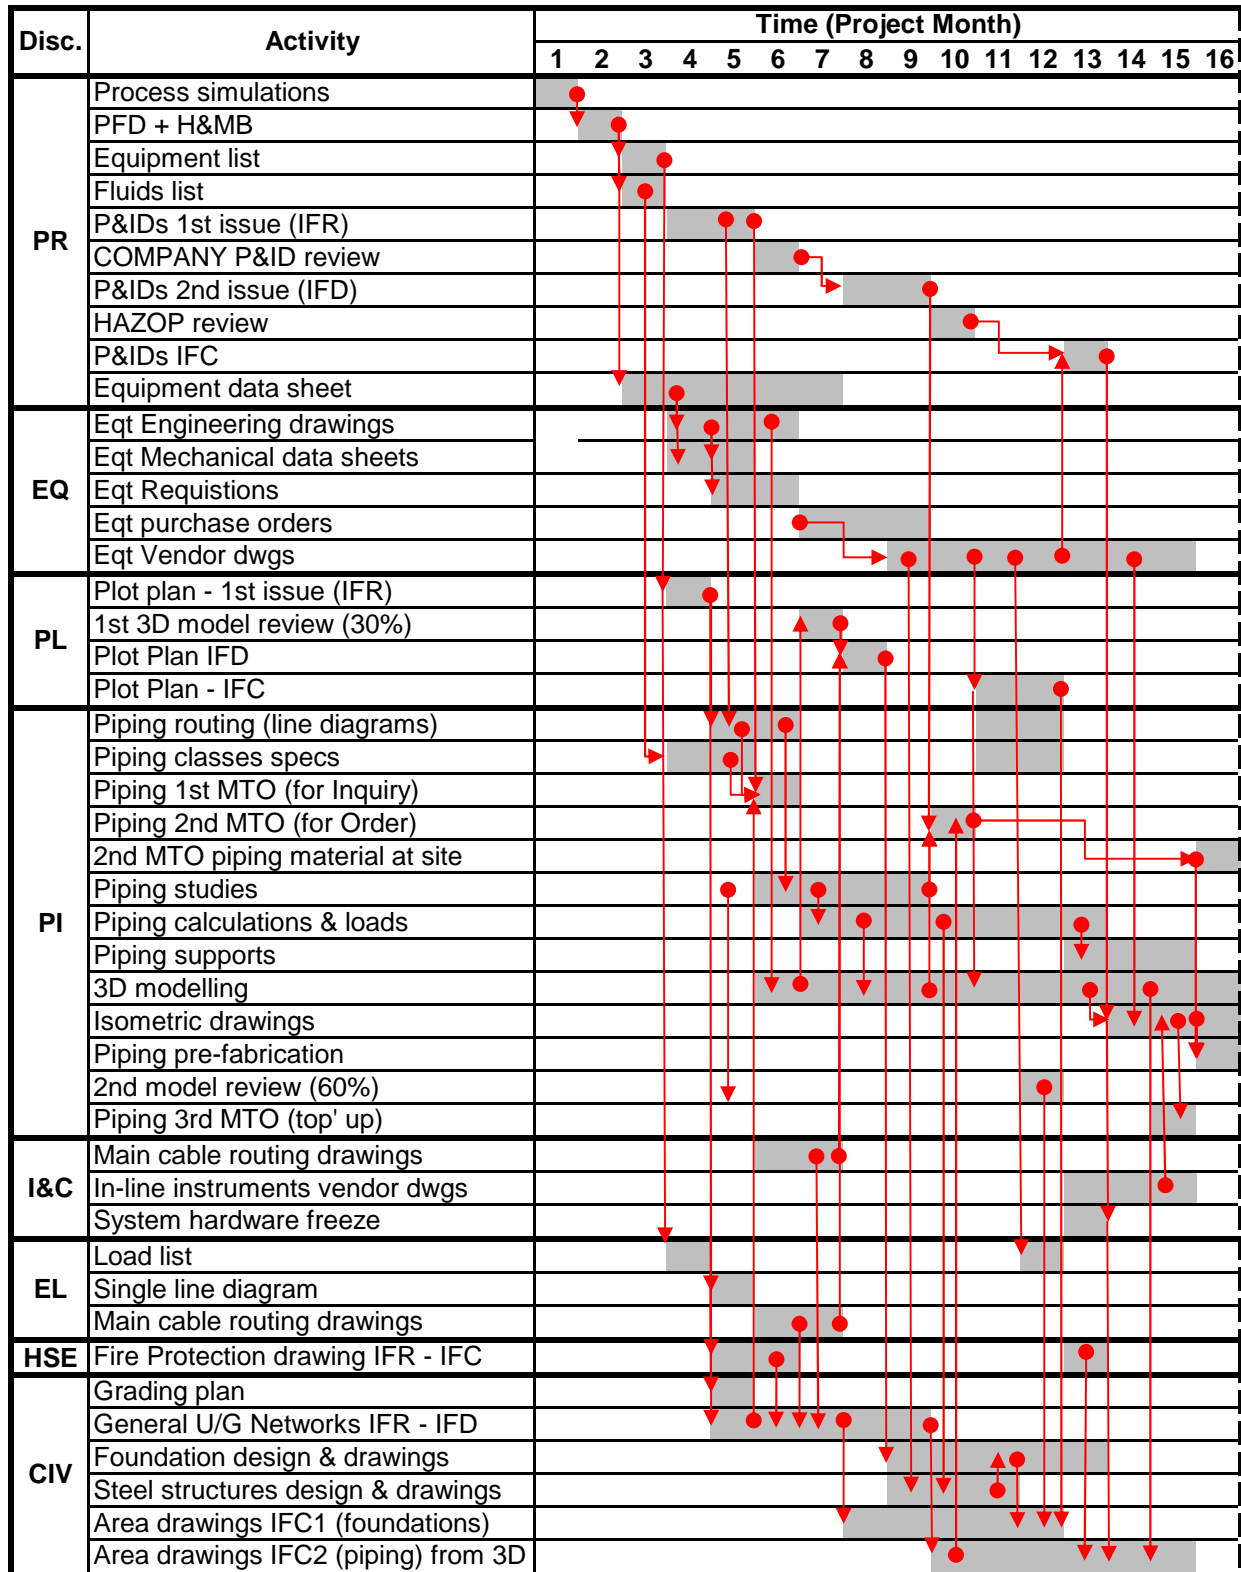 Disc. Activity Time (Project Month)
1 2 3 4 5 6 7 8 9 10 11 12 13 14 15 16
PR
Process simulations
PFD + H&MB
Equipment list
Fluids list
P&IDs 1st issue (IFR)
COMPANY P&ID review
P&IDs 2nd issue (IFD)
HAZOP review
P&IDs IFC
Equipment data sheet
EQ
Eqt Engineering drawings
Eqt Mechanical data sheets
Eqt Requistions
Eqt purchase orders
Eqt Vendor dwgs
PL
Plot plan - 1st issue (IFR)
1st 3D model review (30%)
Plot Plan IFD
Plot Plan - IFC
PI
Piping routing (line diagrams)
Piping classes specs
Piping 1st MTO (for Inquiry)
Piping 2nd MTO (for Order)
2nd MTO piping material at site
Piping studies
Piping calculations & loads
Piping supports
3D modelling
Isometric drawings
Piping pre-fabrication
2nd model review (60%)
Piping 3rd MTO (top' up)
I&C
Main cable routing drawings
In-line instruments vendor dwgs
System hardware freeze
EL
Load list
Single line diagram
Main cable routing drawings
HSE Fire Protection drawing IFR - IFC
CIV
Grading plan
General U/G Networks IFR - IFD
Foundation design & drawings
Steel structures design & drawings
Area drawings IFC1 (foundations)
Area drawings IFC2 (piping) from 3D